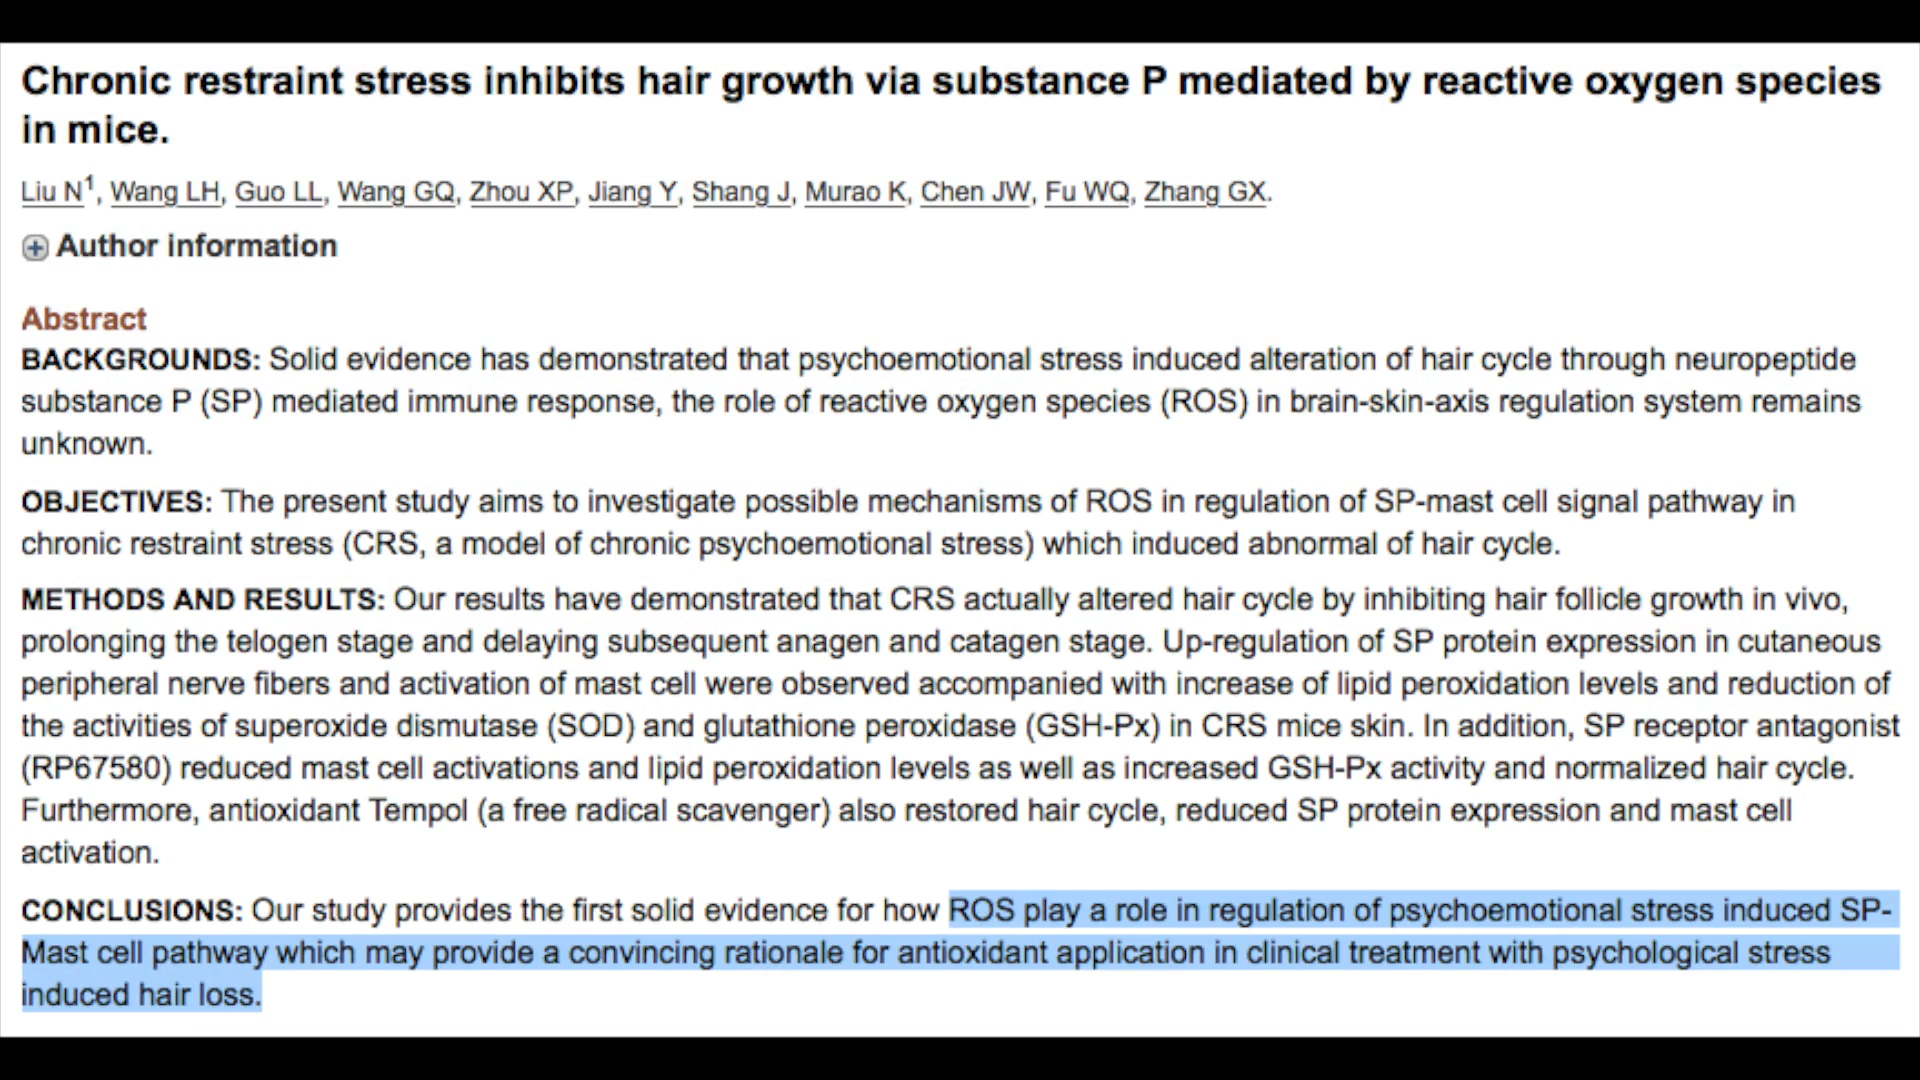 Chronic restraint stress inhibits hair growth via substance P mediated by reactive oxygen species
in mice.
Liu N1, Wang LH, Guo LL, Wang GQ, Zhou XP, Jiang Y, Shang J, Murao K, Chen JW, Fu WQ, Zhang GX.
Author information
Abstract
BACKGROUNDS: Solid evidence has demonstrated that psychoemotional stress induced alteration of hair cycle through neuropeptide
substance P (SP) mediated immune response, the role of reactive oxygen species (ROS) in brain-skin-axis regulation system remains
unknown.
OBJECTIVES: The present study aims to investigate possible mechanisms of ROS in regulation of SP-mast cell signal pathway in
chronic restraint stress (CRS, a model of chronic psychoemotional stress) which induced abnormal of hair cycle.
METHODS AND RESULTS: Our results have demonstrated that CRS actually altered hair cycle by inhibiting hair follicle growth in vivo,
prolonging the telogen stage and delaying subsequent anagen and catagen stage. Up-regulation of SP protein expression in cutaneous
peripheral nerve fibers and activation of mast cell were observed accompanied with increase of lipid peroxidation levels and reduction of
the activities of superoxide dismutase (SOD) and glutathione peroxidase (GSH-Px) in CRS mice skin. In addition, SP receptor antagonist
(RP67580) reduced mast cell activations and lipid peroxidation levels as well as increased GSH-Px activity and normalized hair cycle.
Furthermore, antioxidant Tempol (a free radical scavenger) also restored hair cycle, reduced SP protein expression and mast cell
activation.
CONCLUSIONS: Our study provides the first solid evidence for how ROS play a role in regulation of psychoemotional stress induced SP-
Mast cell pathway which may provide a convincing rationale for antioxidant application in clinical treatment with psychological stress
induced hair loss.